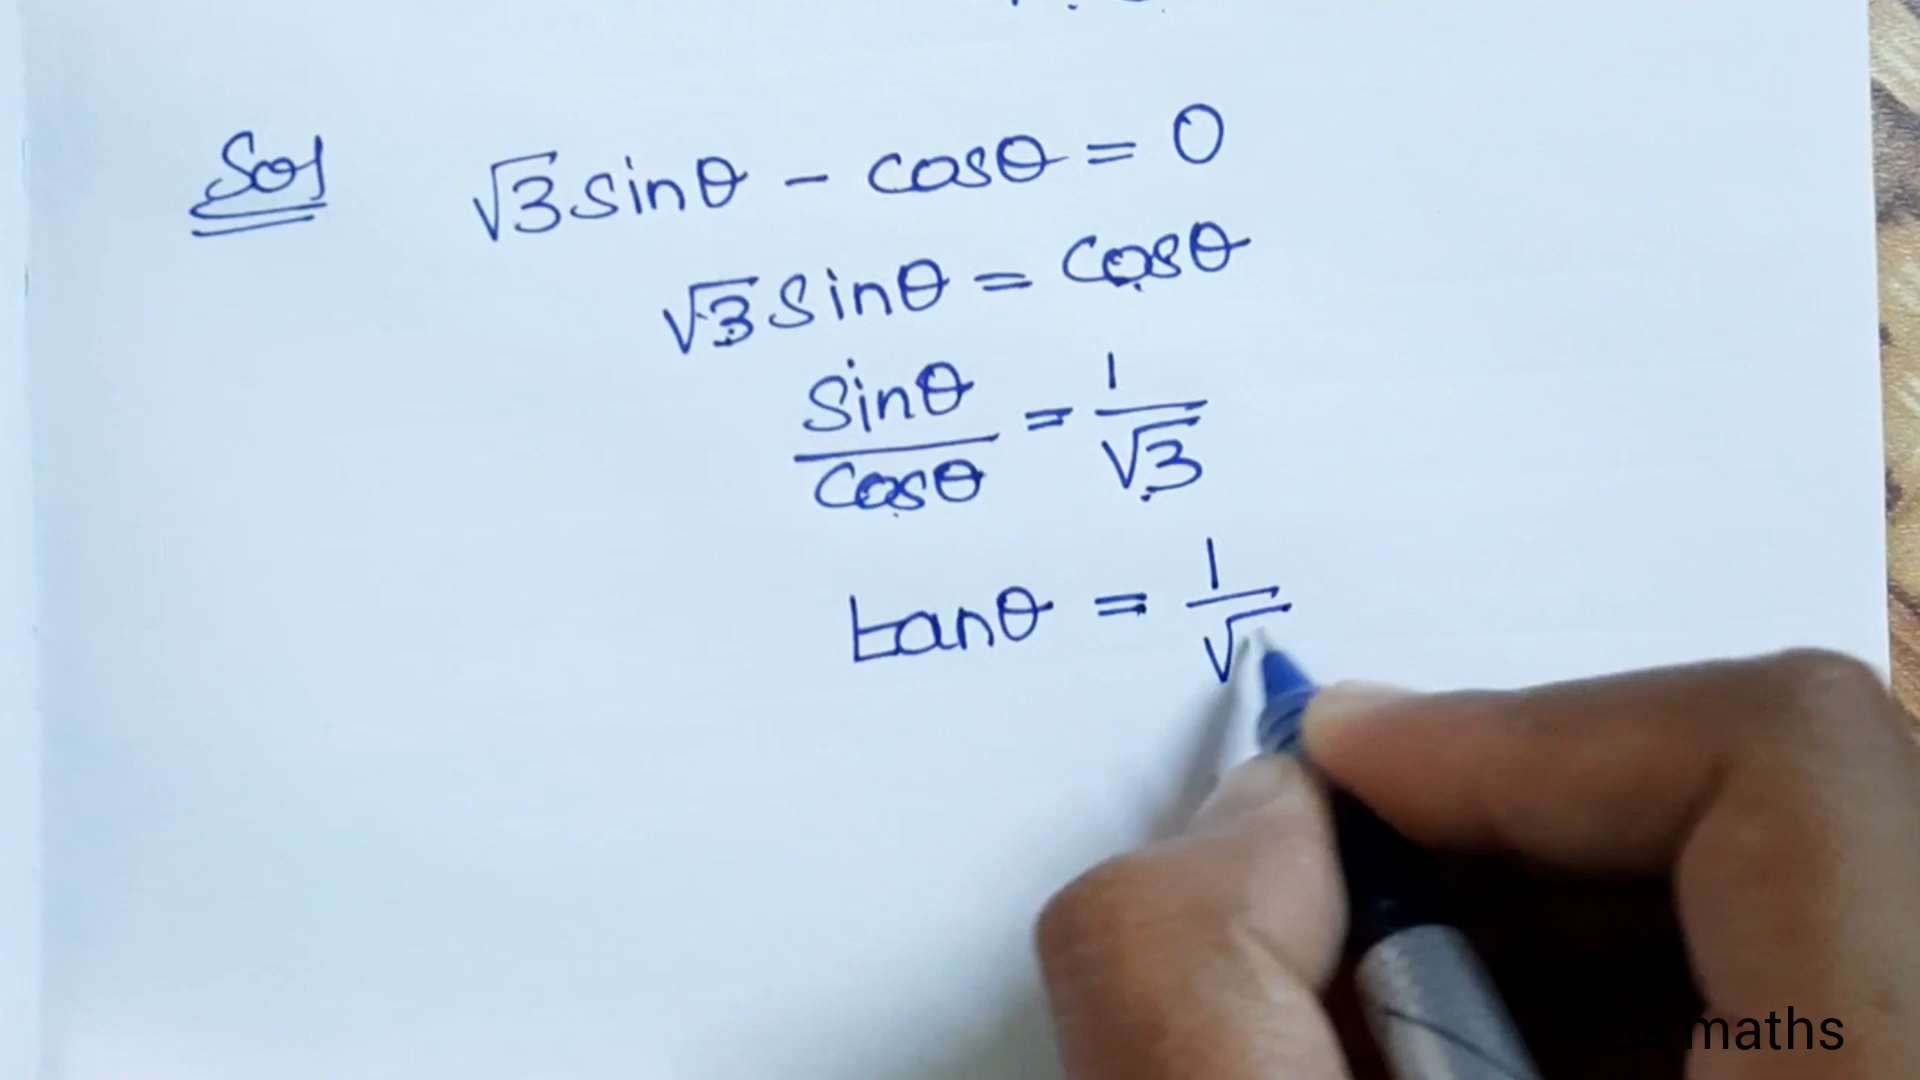 Sol √3 sinθ - cosθ = 0
√3 sinθ = cosθ
sinθ/cosθ = 1/√3
tanθ = 1/√
maths